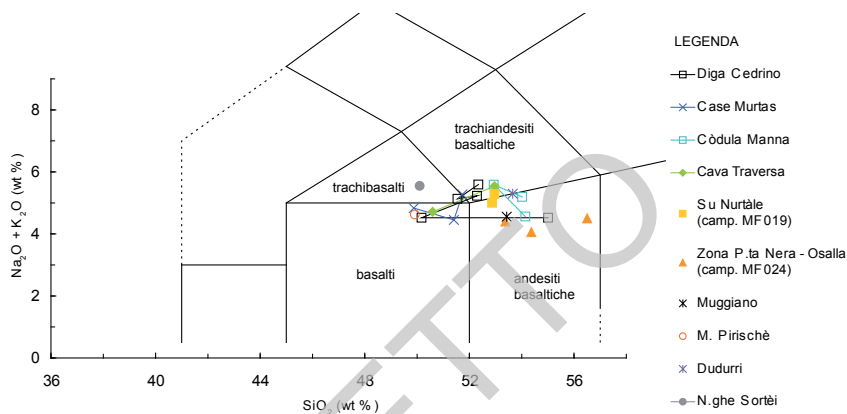 LEGENDA
Diga Cedrino
Case Murtas
Còdula Manna
Cava Traversa
Su Nurtàle
(camp. MF019)
Zona P.ta Nera - Osalla
(camp. MF024)
Muggiano
M. Pirischè
Dudurri
N.ghe Sortèi
trachiandesiti
basaltiche
trachibasalti
basalti
andesiti
basaltiche
Na2O + K2O (wt %)
8
6
4
2
0
36
40
44
48
52
56
SiO2 (wt %)
ETTO